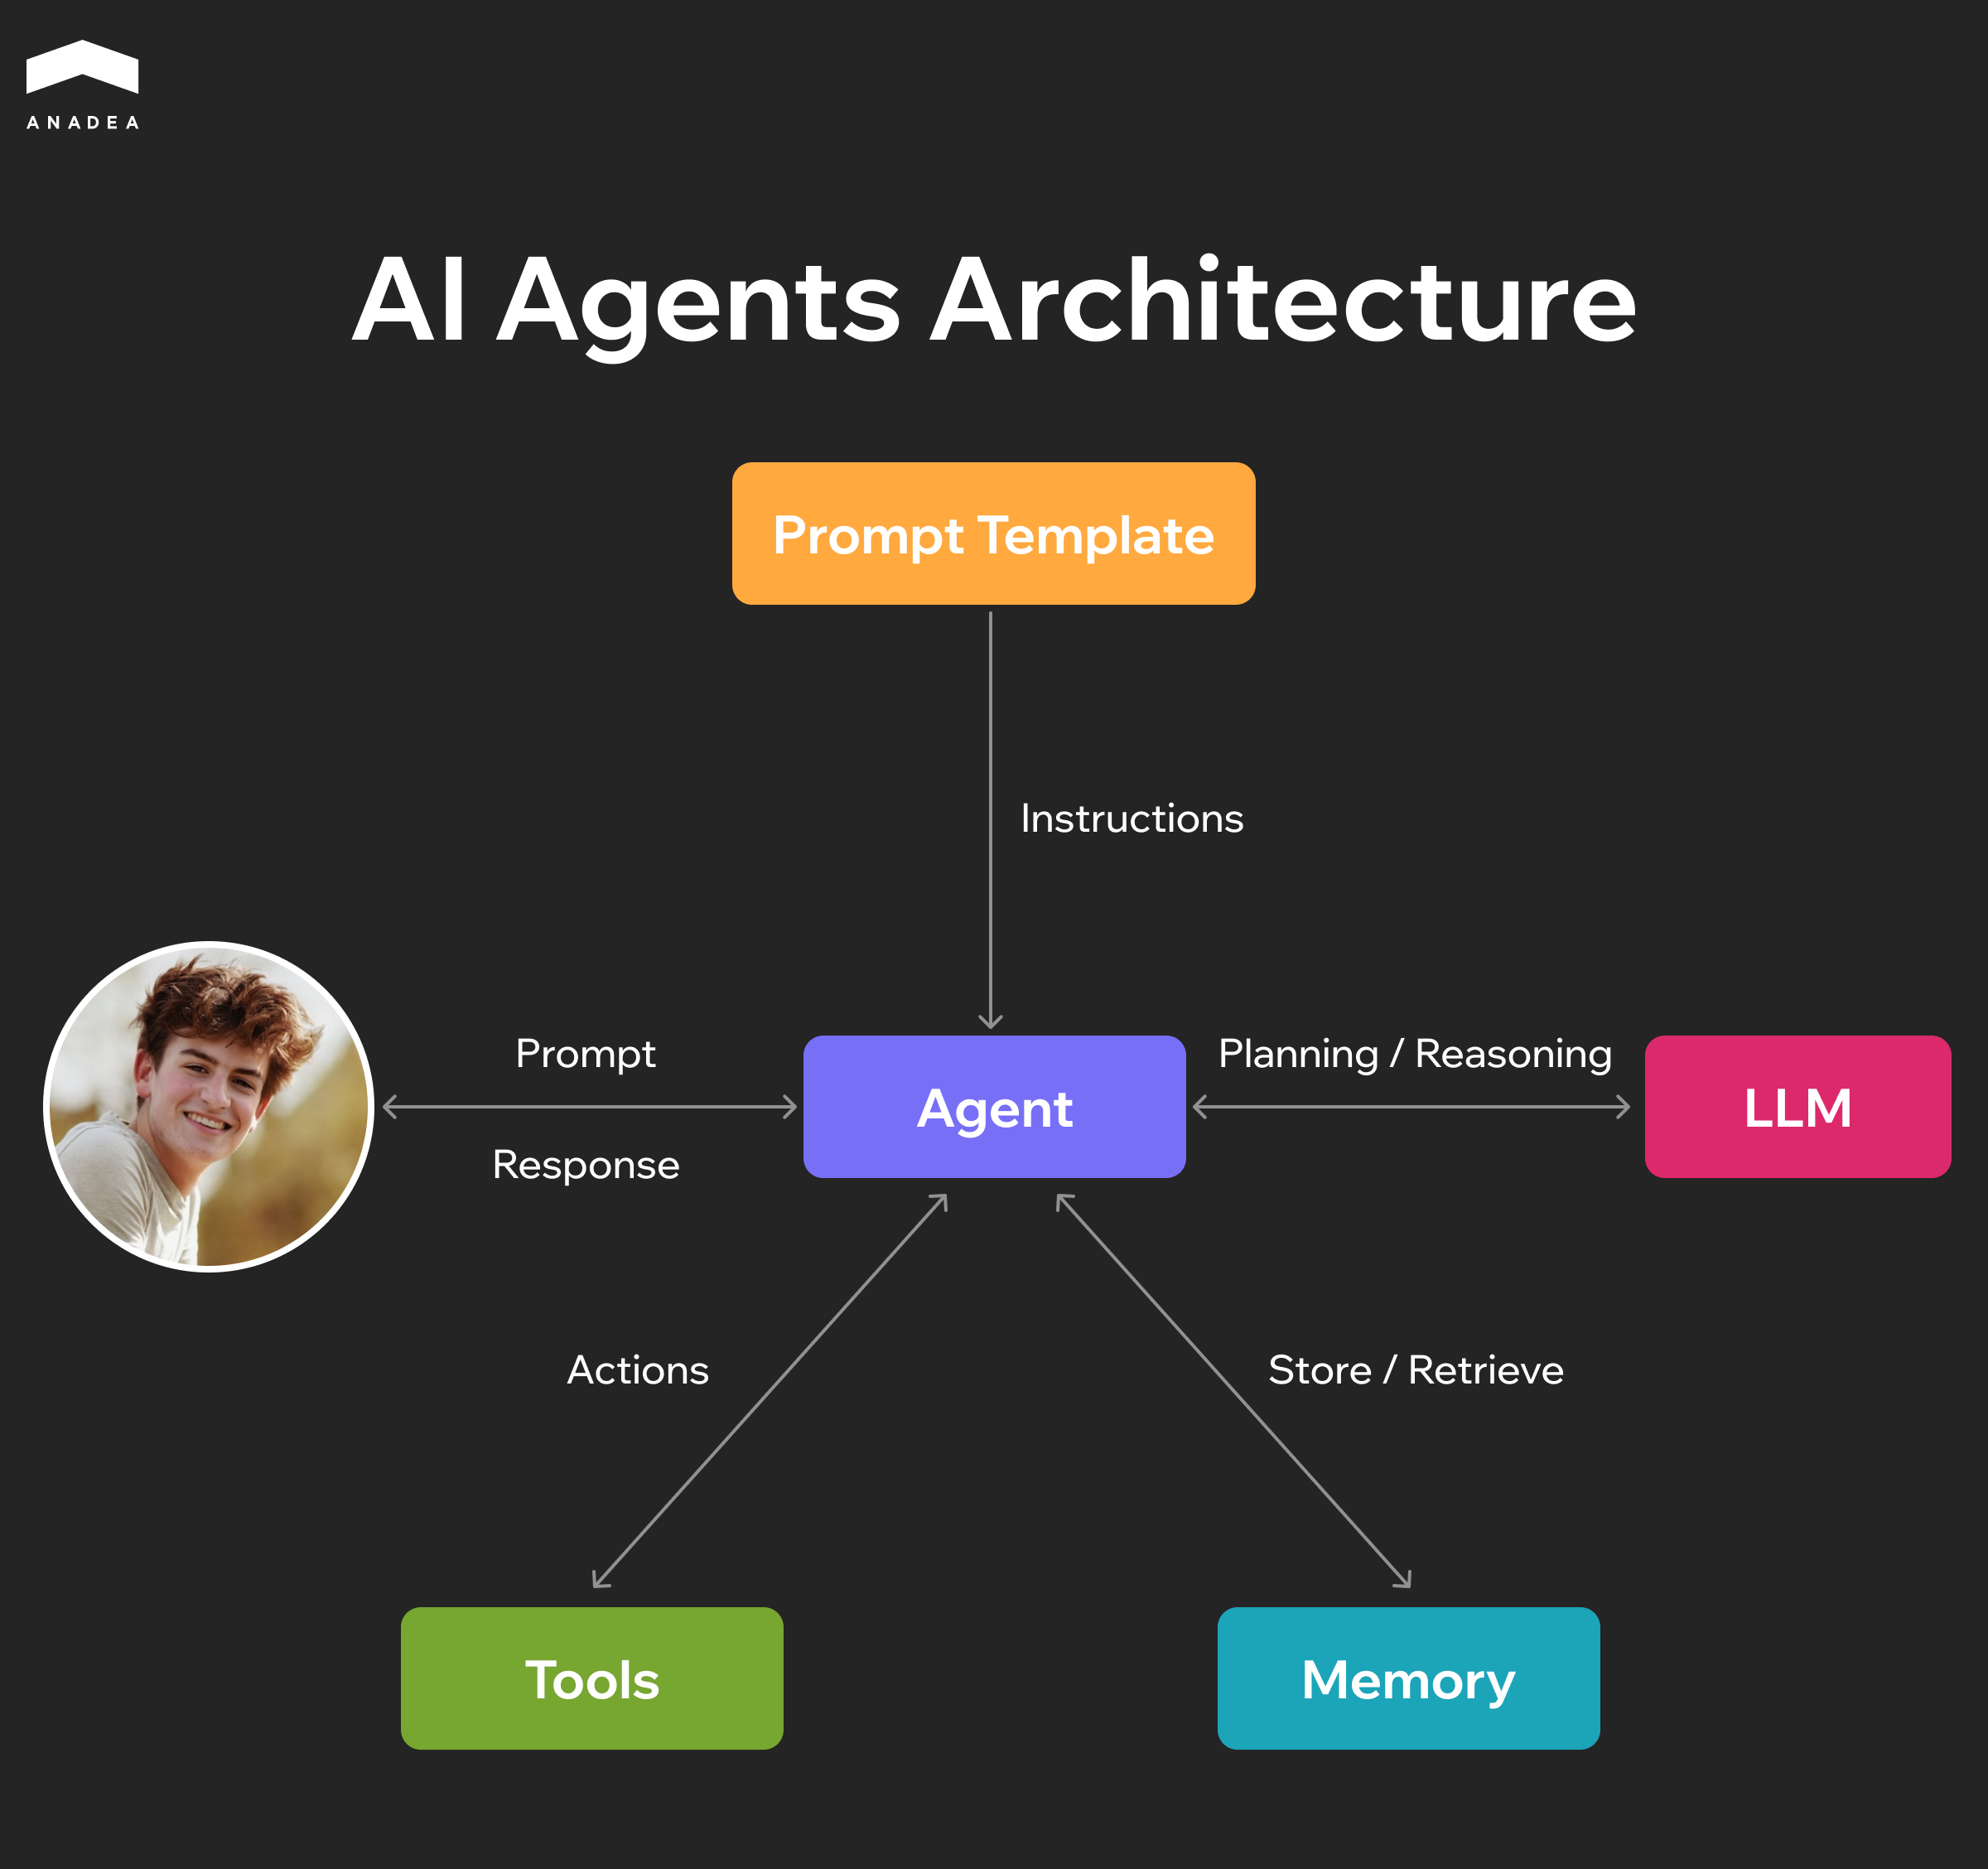 ANADEA
AI Agents Architecture
Prompt Template
Instructions
Prompt
Response
Agent
Planning / Reasoning
LLM
Actions
Store / Retrieve
Tools
Memory